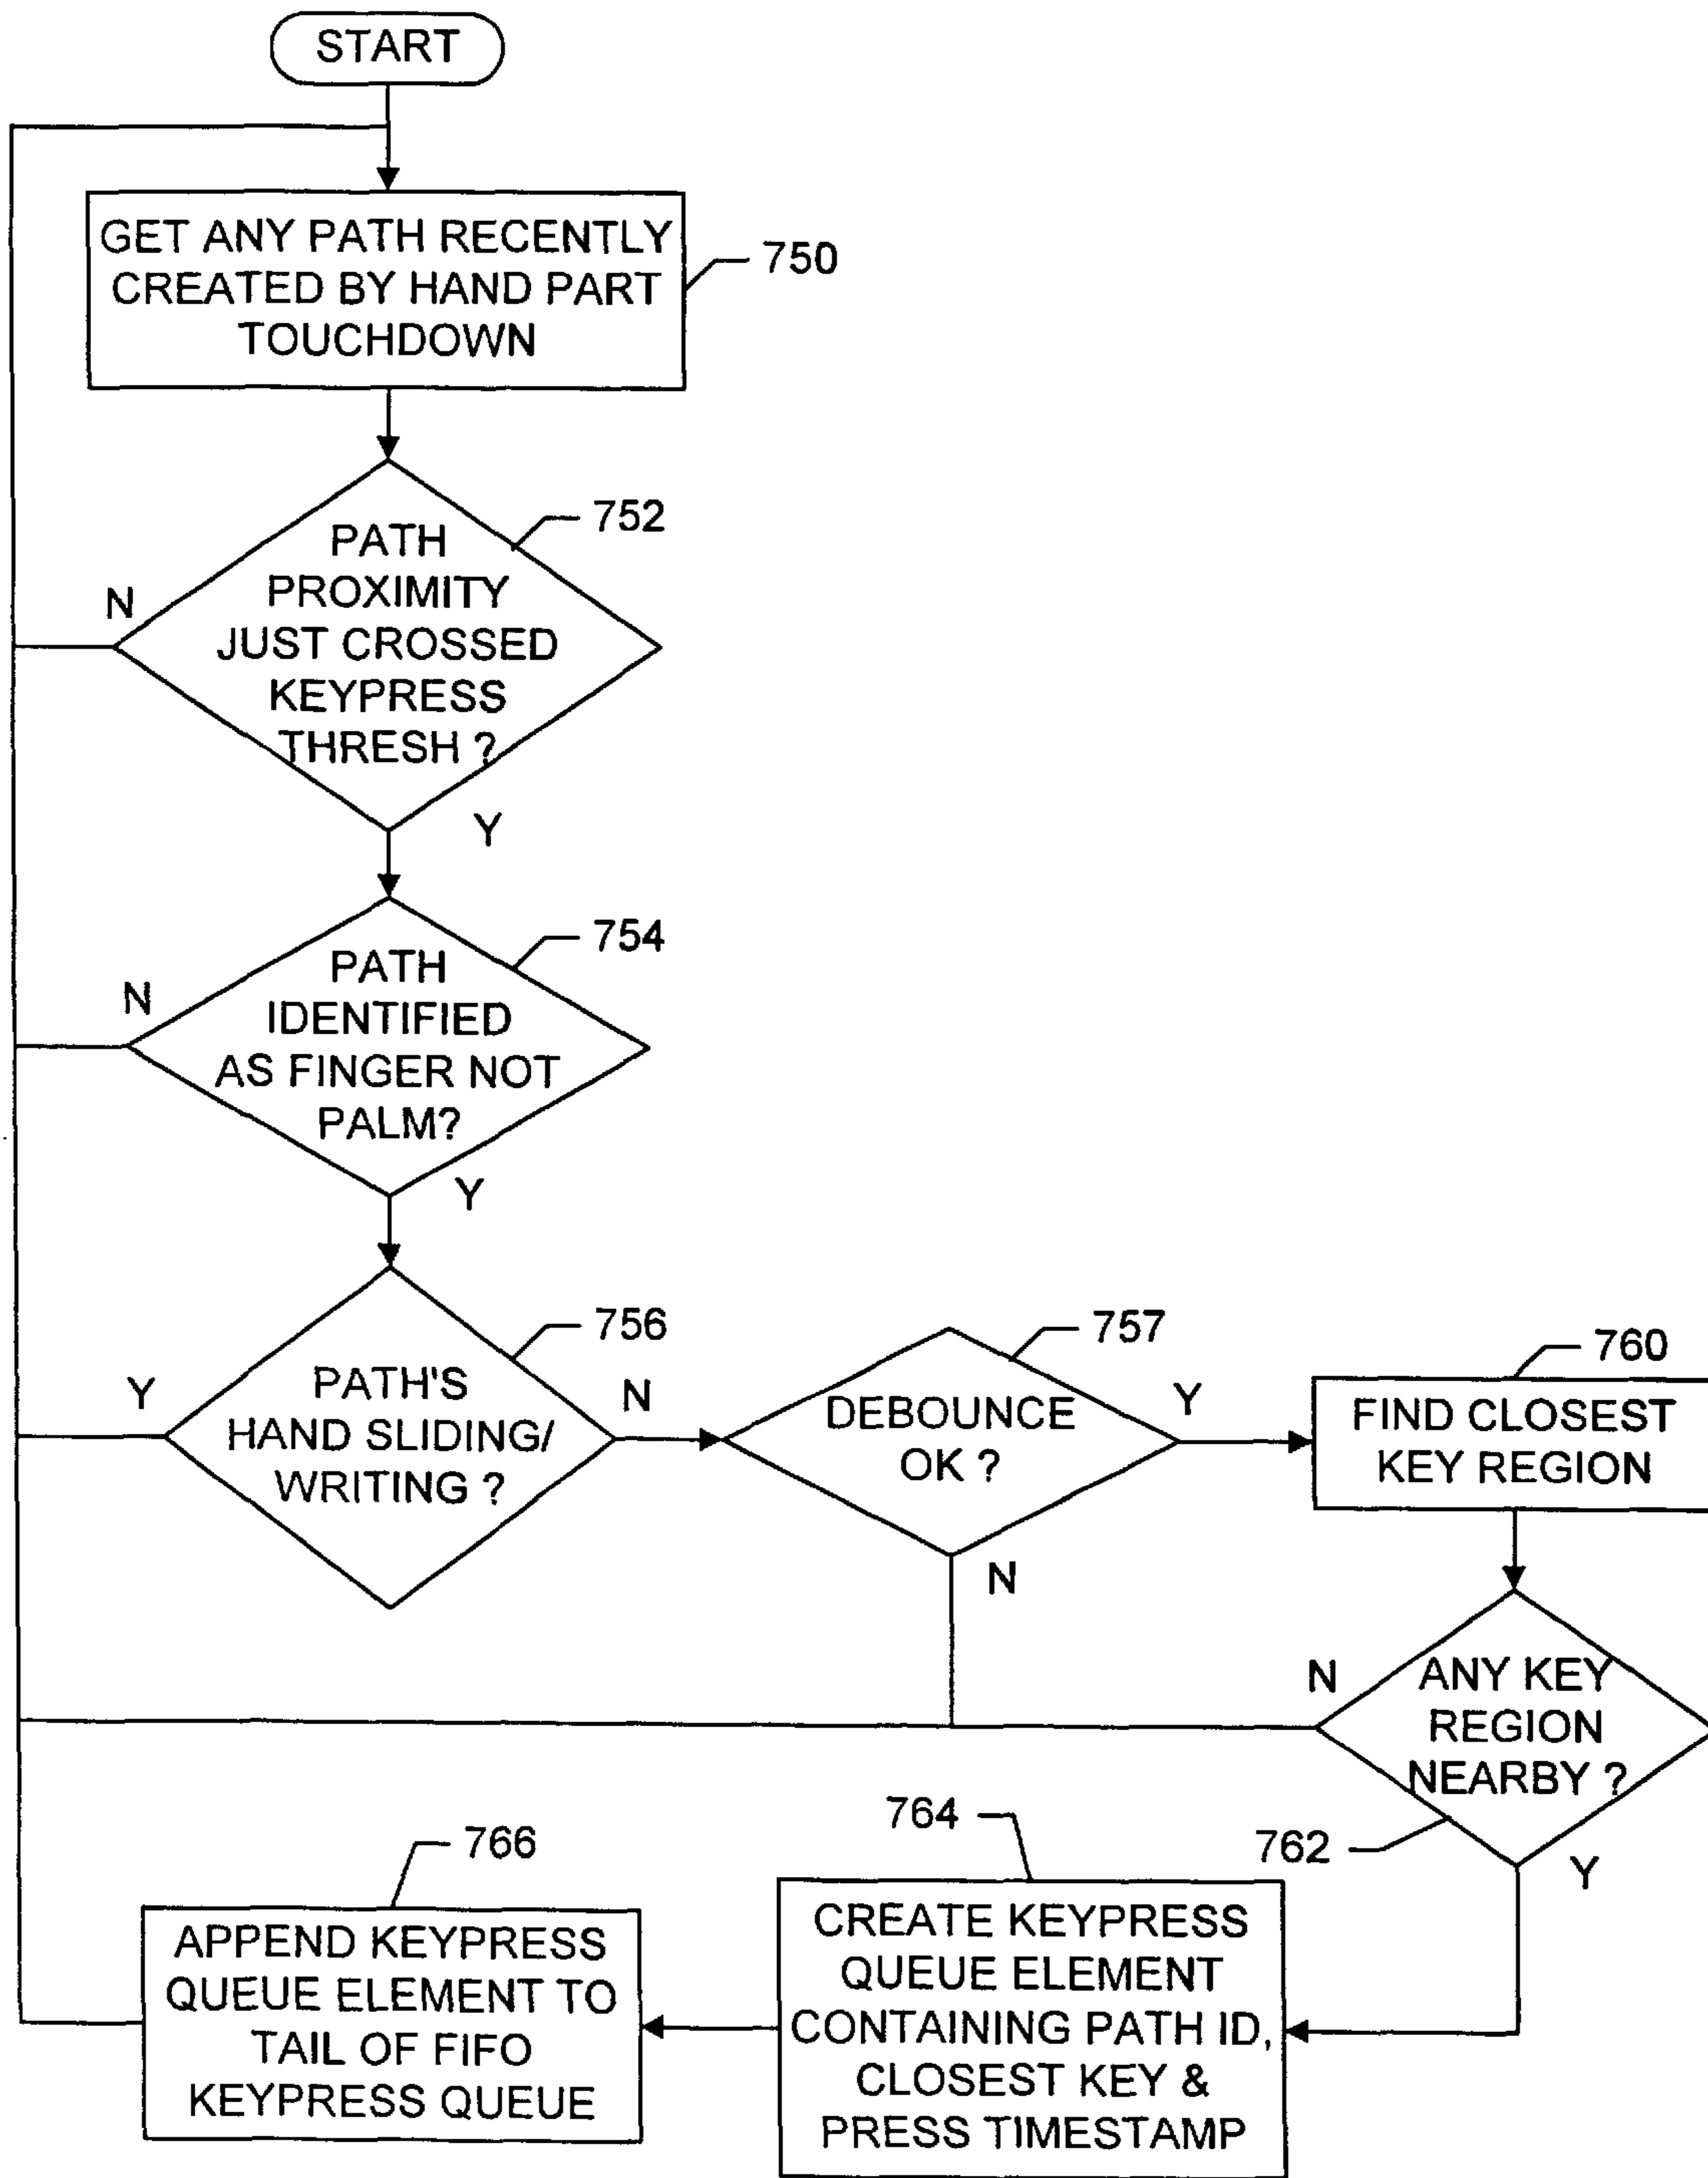 START
GET ANY PATH RECENTLY
CREATED BY HAND PART
TOUCHDOWN
750
752
PATH
PROXIMITY
JUST CROSSED
KEYPRESS
THRESH ?
N
Y
754
PATH
IDENTIFIED
AS FINGER NOT
PALM?
N
Y
756
PATH'S
HAND SLIDING/
WRITING ?
Y
N
757
DEBOUNCE
OK ?
Y
N
760
FIND CLOSEST
KEY REGION
ANY KEY
REGION
NEARBY ?
N
762
Y
764
CREATE KEYPRESS
QUEUE ELEMENT
CONTAINING PATH ID,
CLOSEST KEY &
PRESS TIMESTAMP
766
APPEND KEYPRESS
QUEUE ELEMENT TO
TAIL OF FIFO
KEYPRESS QUEUE